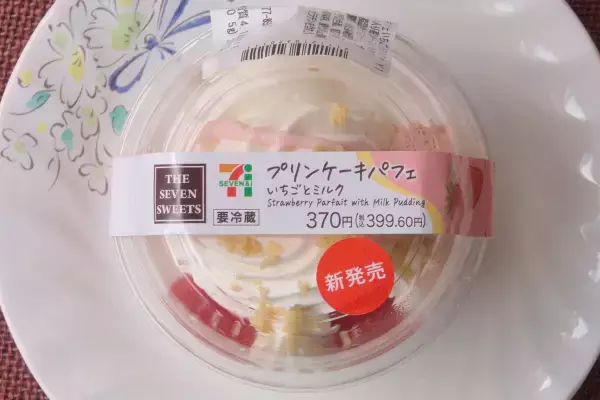 THE
SEVEN
SWEETS
7
SEVEN&i
プリンケーキパフェ
いちごとミルク
Strawberry Parfait with Milk Pudding
要冷蔵
370円(税込399.60円)
新発売